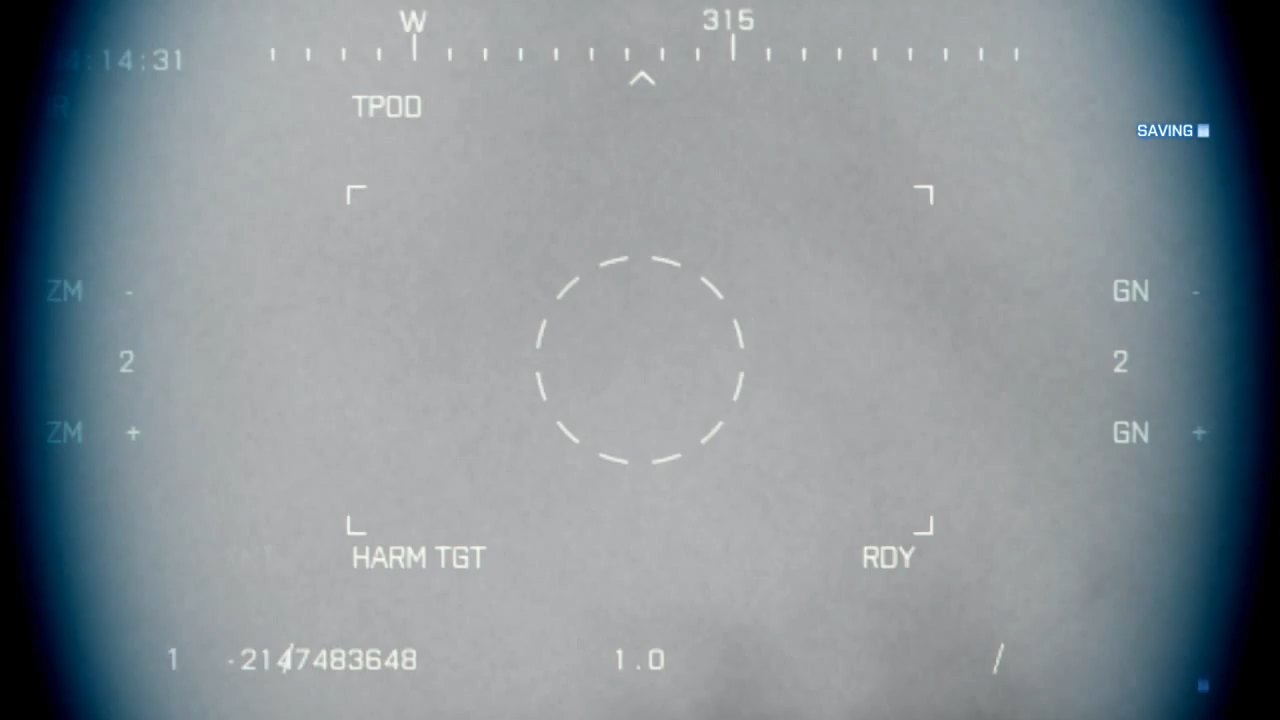 W 315
:14:31
TPOD
SAVING
ZM - GN -
2 2
ZM + GN +
HARM TGT RDY
1 -2147483648 1.0 /